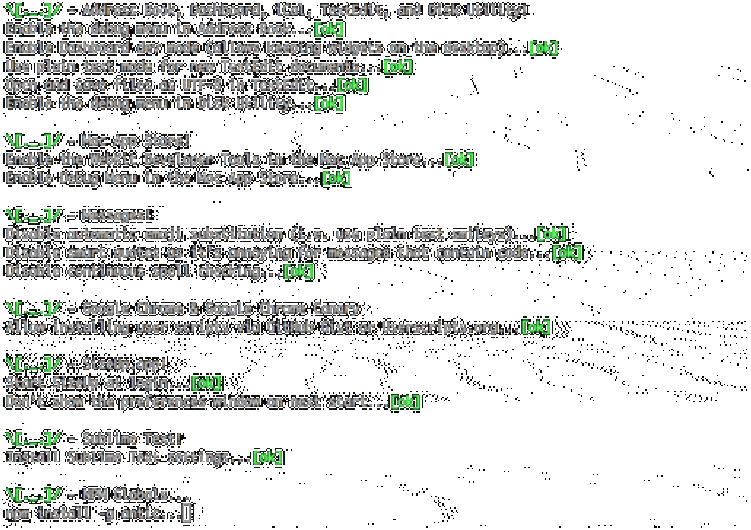 \[._.]/ - Address Book, Dashboard, iCal, TextEdit, and Disk Utility
Enable the debug menu in Address Book...[ok]
Enable Dashboard dev mode (allows keeping widgets on the desktop)...[ok]
Use plain text mode for new TextEdit documents...[ok]
Open and save files as UTF-8 in TextEdit...[ok]
Enable the debug menu in Disk Utility...[ok]
\[._.]/ - Mac App Store
Enable the WebKit Developer Tools in the Mac App Store...[ok]
Enable Debug Menu in the Mac App Store...[ok]
\[._.]/ - Messages
Disable automatic emoji substitution (i.e. use plain text smileys)...[ok]
Disable smart quotes as it's annoying for messages that contain code...[ok]
Disable continuous spell checking...[ok]
\[._.]/ - Google Chrome & Google Chrome Canary
Allow installing user scripts via GitHub Gist or Userscripts.org...[ok]
\[._.]/ - SizeUp.app
Start SizeUp at login...[ok]
Don't show the preferences window on next start...[ok]
\[._.]/ - Sublime Text
Install Sublime Text settings...[ok]
\[._.]/ - NPM Globals...
npm install -g